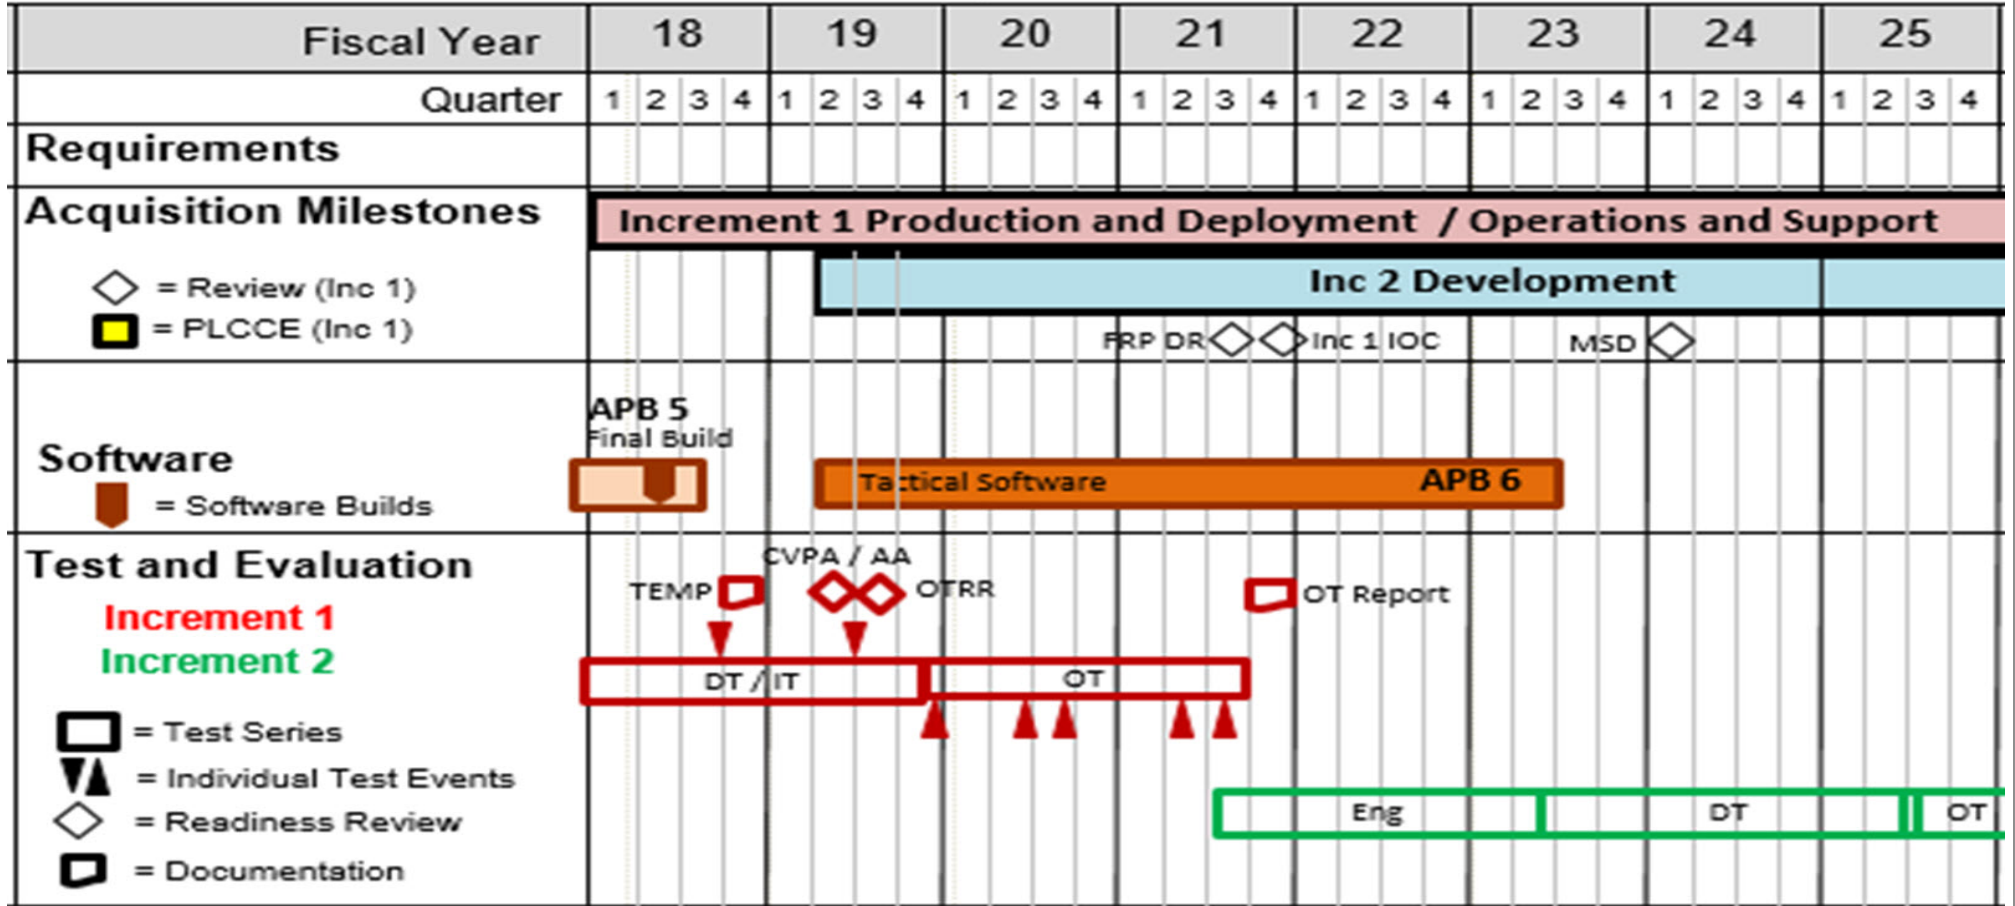 Fiscal Year 18 19 20 21 22 23 24 25
Quarter 1 2 3 4 1 2 3 4 1 2 3 4 1 2 3 4 1 2 3 4 1 2 3 4 1 2 3 4 1 2 3 4
Requirements
Acquisition Milestones
Increment 1 Production and Deployment / Operations and Support
Inc 2 Development
= Review (Inc 1)
= PLCCE (Inc 1)
FRP DR Inc 1 IOC MSD
APB 5
Final Build
Software
= Software Builds
Tactical Software APB 6
Test and Evaluation
Increment 1
Increment 2
CVPA / AA
TEMP OTRR OT Report
DT / IT OT
= Test Series
= Individual Test Events
= Readiness Review
= Documentation
Eng DT OT